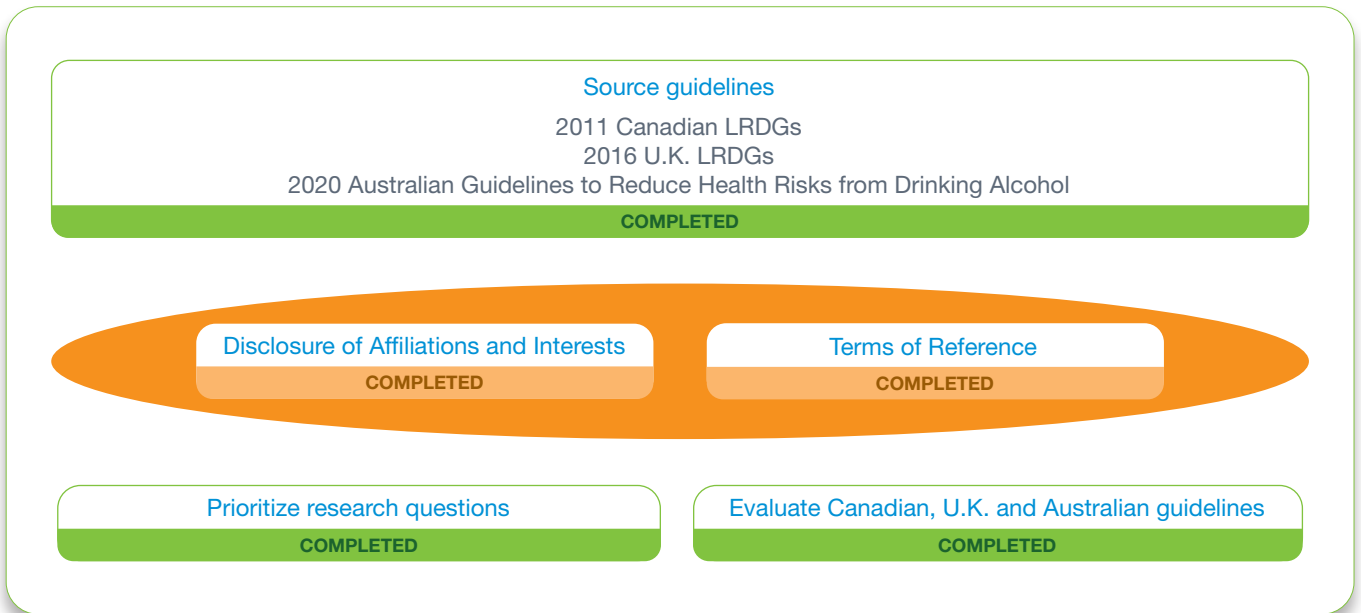 Source guidelines
2011 Canadian LRDGs
2016 U.K. LRDGs
2020 Australian Guidelines to Reduce Health Risks from Drinking Alcohol
COMPLETED
Disclosure of Affiliations and Interests
COMPLETED
Terms of Reference
COMPLETED
Prioritize research questions
COMPLETED
Evaluate Canadian, U.K. and Australian guidelines
COMPLETED